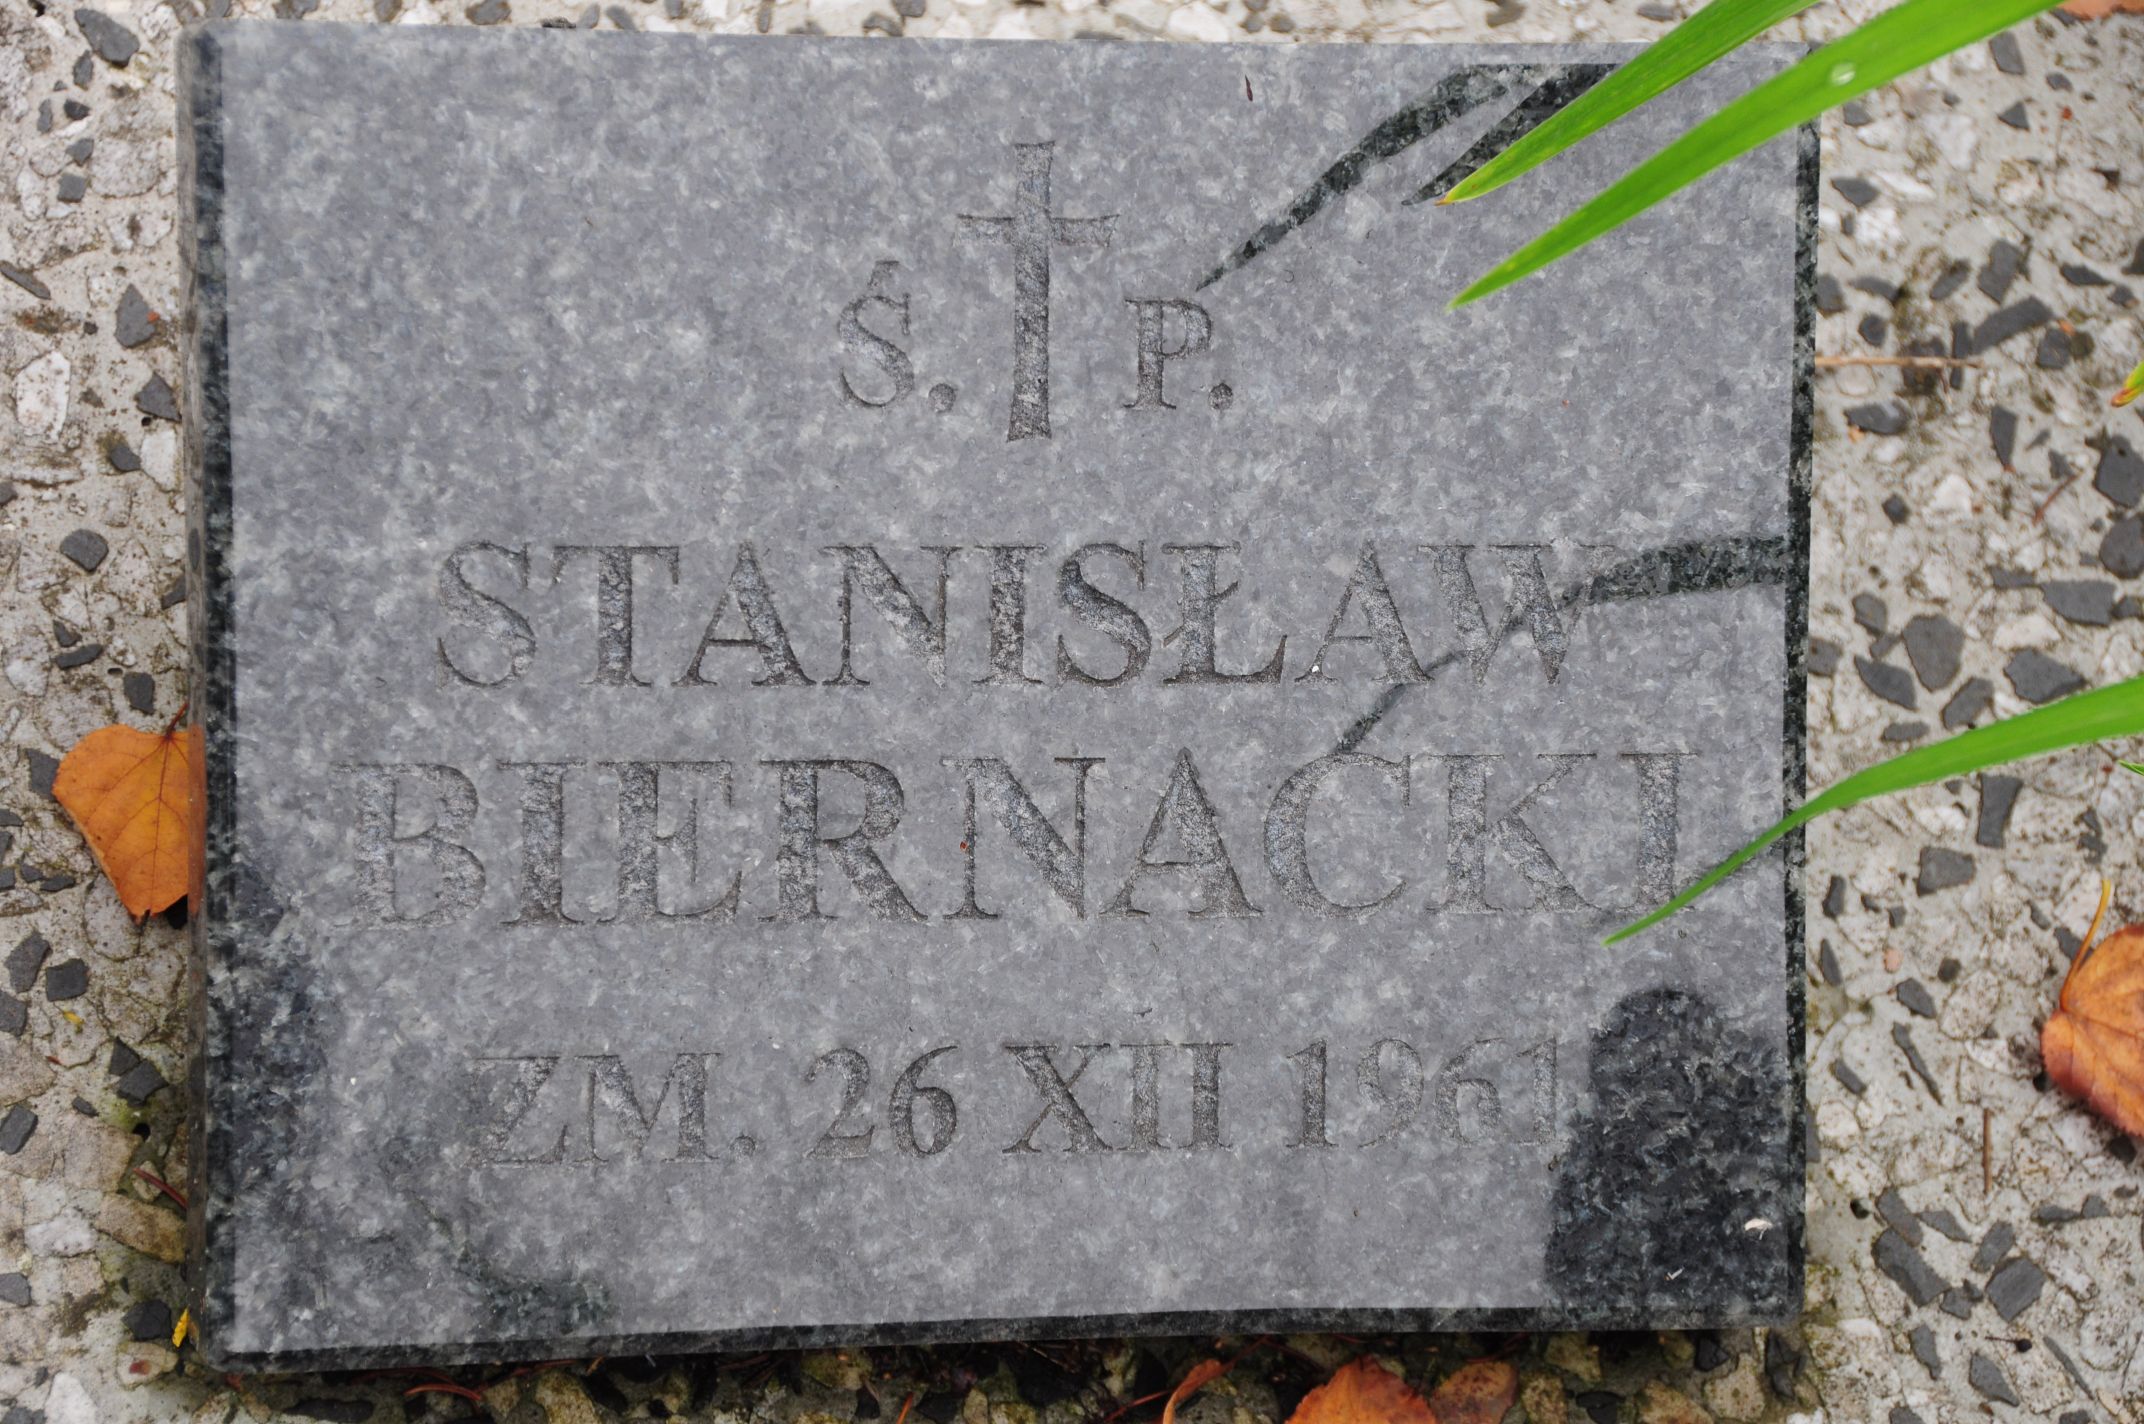 Ś. P.
STANISŁAW
BIERNACKI
ZM. 26 XII 1961